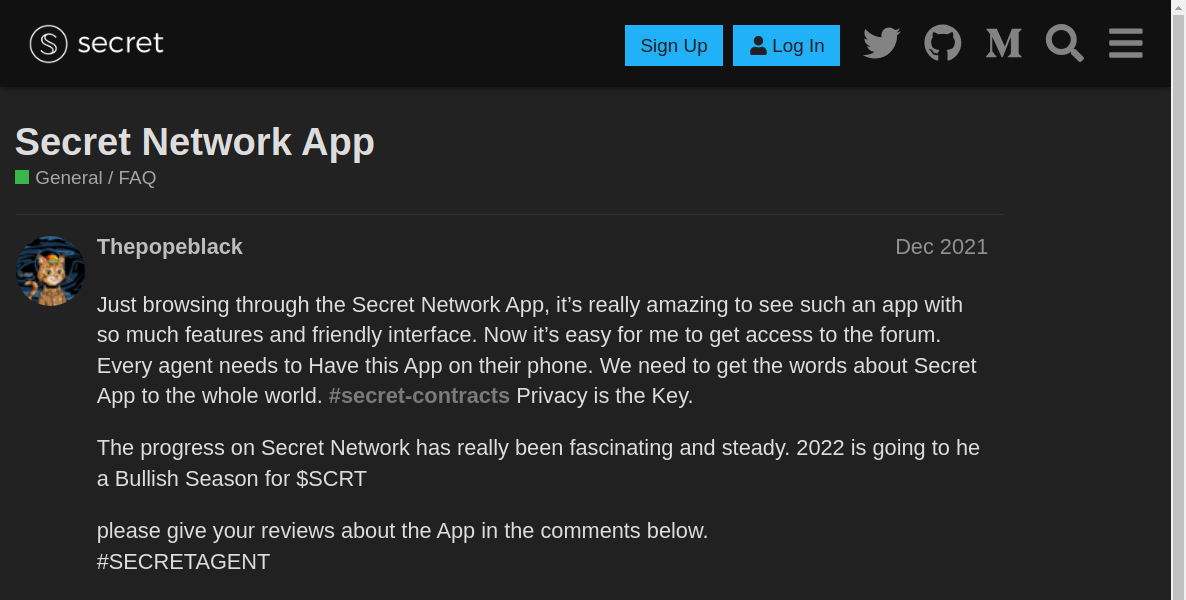 secret
Sign Up
Log In
Secret Network App
General / FAQ
Thepopeblack
Dec 2021
Just browsing through the Secret Network App, it’s really amazing to see such an app with
so much features and friendly interface. Now it’s easy for me to get access to the forum.
Every agent needs to Have this App on their phone. We need to get the words about Secret
App to the whole world. #secret-contracts Privacy is the Key.
The progress on Secret Network has really been fascinating and steady. 2022 is going to he
a Bullish Season for $SCRT
please give your reviews about the App in the comments below.
#SECRETAGENT